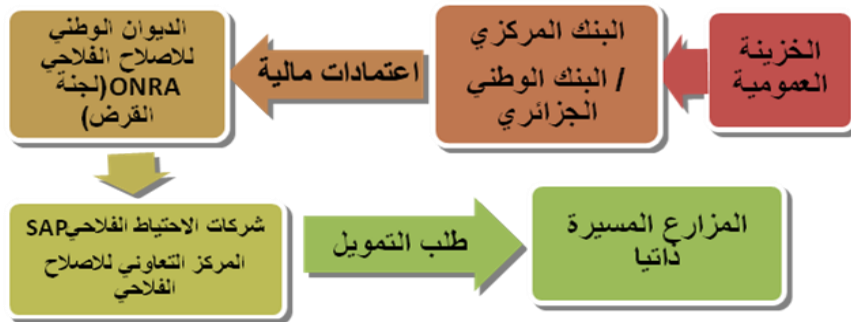 الخزينة
العمومية
البنك المركزي
/ البنك الوطني
الجزائري
اعتمادات مالية
الديوان الوطني
للاصلاح الفلاحي
ONRA(لجنة
القرض)
شركات الاحتياط الفلاحيSAP
المركز التعاوني للاصلاح
الفلاحي
طلب التمويل
المزارع المسيرة
ذاتيا